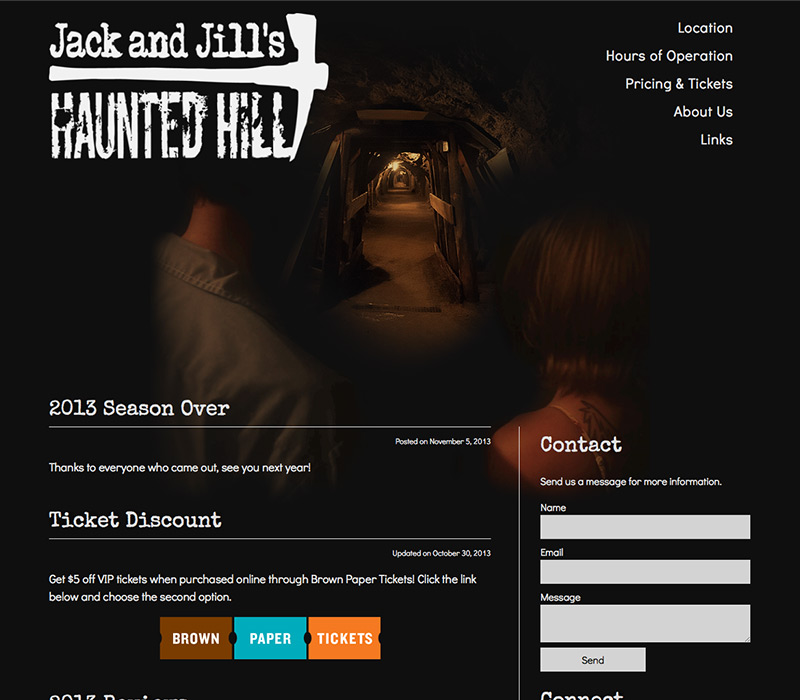 Jack and Jill's
HAUNTED HILL
Location
Hours of Operation
Pricing & Tickets
About Us
Links
2013 Season Over
Posted on November 5, 2013
Thanks to everyone who came out, see you next year!
Ticket Discount
Updated on October 30, 2013
Get $5 off VIP tickets when purchased online through Brown Paper Tickets! Click the link
below and choose the second option.
BROWN PAPER TICKETS
2013 Reviews
Contact
Send us a message for more information.
Name
Email
Message
Send
Connect